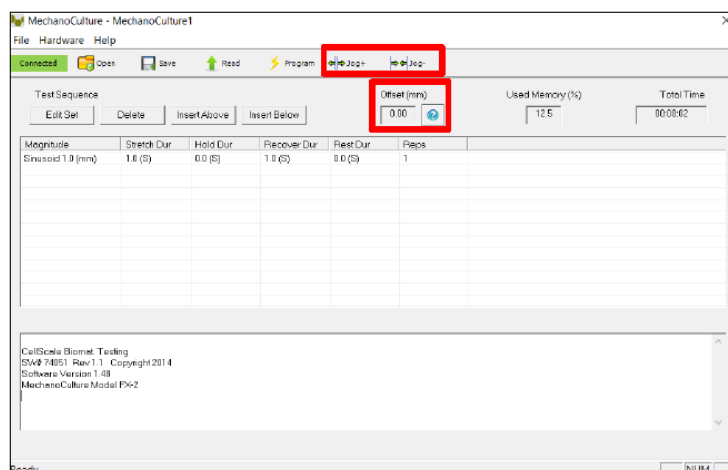 MechanoCulture - MechanoCulture1
File Hardware Help
Connected Open Save Read Program Jog+ Jog-
Test Sequence Offset (mm) Used Memory (%) Total Time
Edit Set Delete Insert Above Insert Below 0.00 12.5 00:00:02
Magnitude Stretch Dur Hold Dur Recover Dur Rest Dur Reps
Sinusoid 1.0 (mm) 1.0 (S) 0.0 (S) 1.0 (S) 0.0 (S) 1
CellScale Biomat. Testing
SW# 74051 Rev 1.1 Copyright 2014
Software Version 1.48
MechanoCulture Model FX-2
Ready NUM